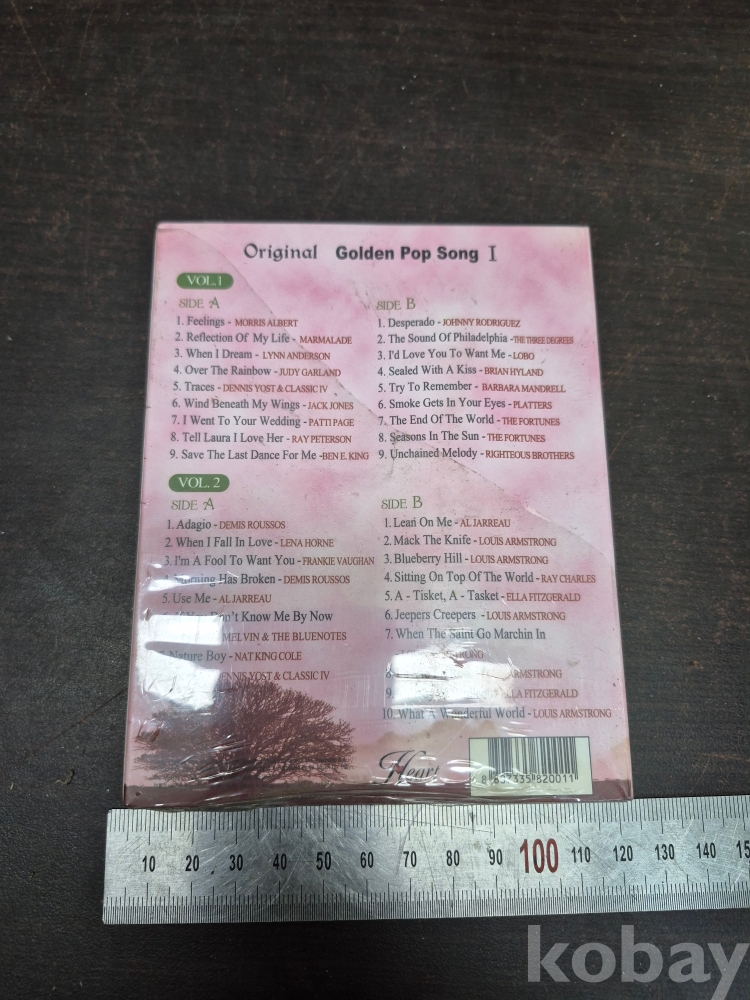 Original Golden Pop Song I
VOL.1
SIDE A
1. Feelings - MORRIS ALBERT
2. Reflection Of My Life - MARMALADE
3. When I Dream - LYNN ANDERSON
4. Over The Rainbow - JUDY GARLAND
5. Traces - DENNIS YOST & CLASSIC IV
6. Wind Beneath My Wings - JACK JONES
7. I Went To Your Wedding - PATTI PAGE
8. Tell Laura I Love Her - RAY PETERSON
9. Save The Last Dance For Me - BEN E. KING
SIDE B
1. Desperado - JOHNNY RODRIGUEZ
2. The Sound Of Philadelphia - THE THREE DEGREES
3. I'd Love You To Want Me - LOBO
4. Sealed With A Kiss - BRIAN HYLAND
5. Try To Remember - BARBARA MANDRELL
6. Smoke Gets In Your Eyes - PLATTERS
7. The End Of The World - THE FORTUNES
8. Seasons In The Sun - THE FORTUNES
9. Unchained Melody - RIGHTEOUS BROTHERS
VOL. 2
SIDE A
1. Adagio - DEMIS ROUSSOS
2. When I Fall In Love - LENA HORNE
3. I'm A Fool To Want You - FRANKIE VAUGHAN
4. Morning Has Broken - DEMIS ROUSSOS
5. Use Me - AL JARREAU
Don't Know Me By Now
MELVIN & THE BLUENOTES
Nature Boy - NAT KING COLE
DENNIS YOST & CLASSIC IV
SIDE B
1. Lean On Me - AL JARREAU
2. Mack The Knife - LOUIS ARMSTRONG
3. Blueberry Hill - LOUIS ARMSTRONG
4. Sitting On Top Of The World - RAY CHARLES
5. A - Tisket, A - Tasket - ELLA FITZGERALD
6. Jeepers Creepers - LOUIS ARMSTRONG
7. When The Saint Go Marchin In
8. ARMSTRONG
9. ELLA FITZGERALD
10. What A Wonderful World - LOUIS ARMSTRONG
Heart
8 807335 820011
10 20 30 40 50 60 70 80 90 100 110 120 130 140 15
kobay